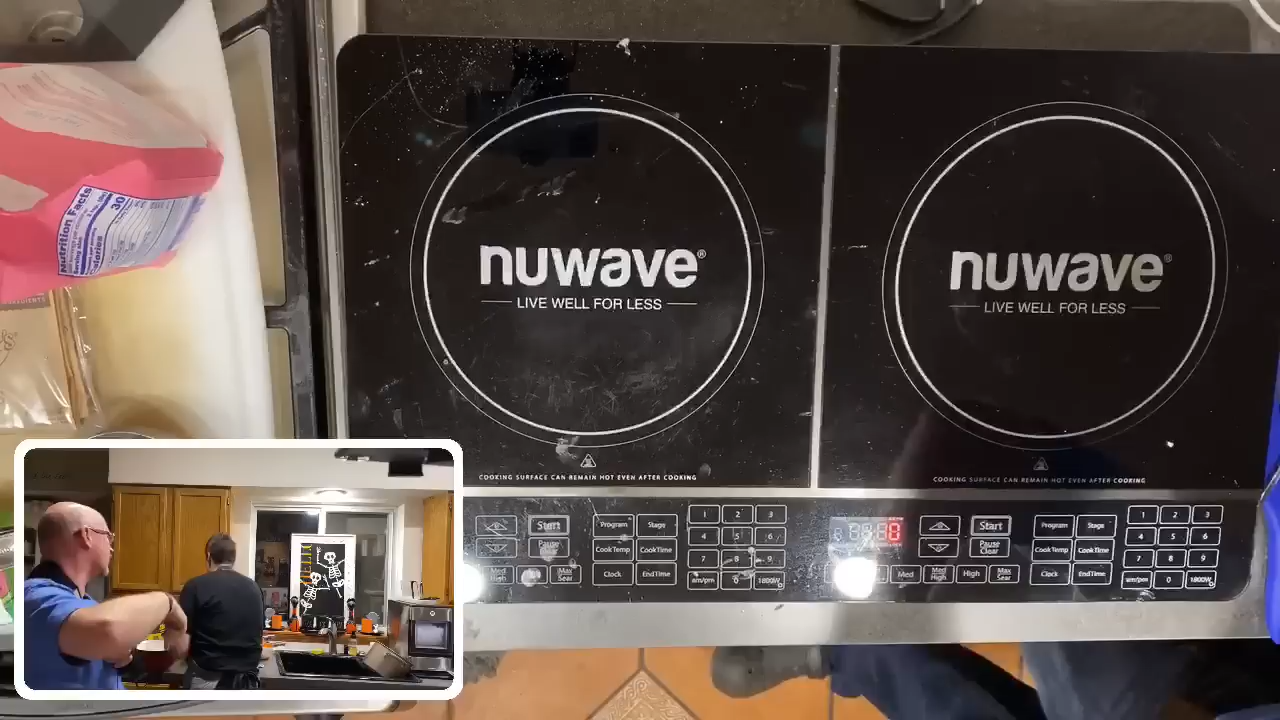 nuwave®
LIVE WELL FOR LESS
COOKING SURFACE CAN REMAIN HOT EVEN AFTER COOKING
nuwave®
LIVE WELL FOR LESS
COOKING SURFACE CAN REMAIN HOT EVEN AFTER COOKING
Nutrition Facts
30
Calories
Start
Pause
Clear
Med
High
Max
Sear
Program
Stage
CookTemp
CookTime
Clock
EndTime
1 2 3
4 5 6
7 8 9
am/pm 0 1800W
0
Start
Pause
Clear
Med
Med
High
High
Max
Sear
Program
Stage
CookTemp
CookTime
Clock
EndTime
1 2 3
4 5 6
7 8 9
am/pm 0 1800W